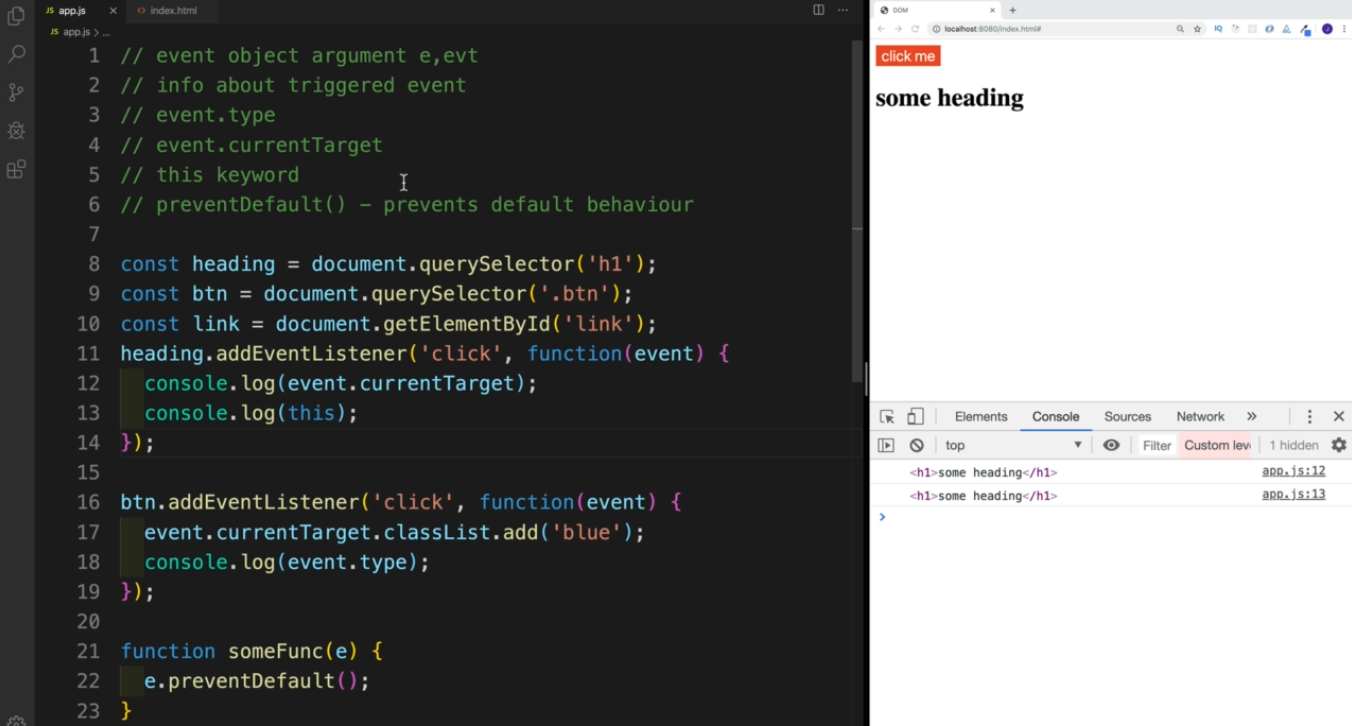 JS app.js × <> index.html ···
JS app.js > ...
1 // event object argument e,evt
2 // info about triggered event
3 // event.type
4 // event.currentTarget
5 // this keyword
6 // preventDefault() – prevents default behaviour
7
8 const heading = document.querySelector('h1');
9 const btn = document.querySelector('.btn');
10 const link = document.getElementById('link');
11 heading.addEventListener('click', function(event) {
12 console.log(event.currentTarget);
13 console.log(this);
14 });
15
16 btn.addEventListener('click', function(event) {
17 event.currentTarget.classList.add('blue');
18 console.log(event.type);
19 });
20
21 function someFunc(e) {
22 e.preventDefault();
23 }
DOM × +
localhost:8080/index.html#
click me
some heading
Elements Console Sources Network » ×
top ▼ Filter Custom leve 1 hidden
<h1>some heading</h1> app.js:12
<h1>some heading</h1> app.js:13
>